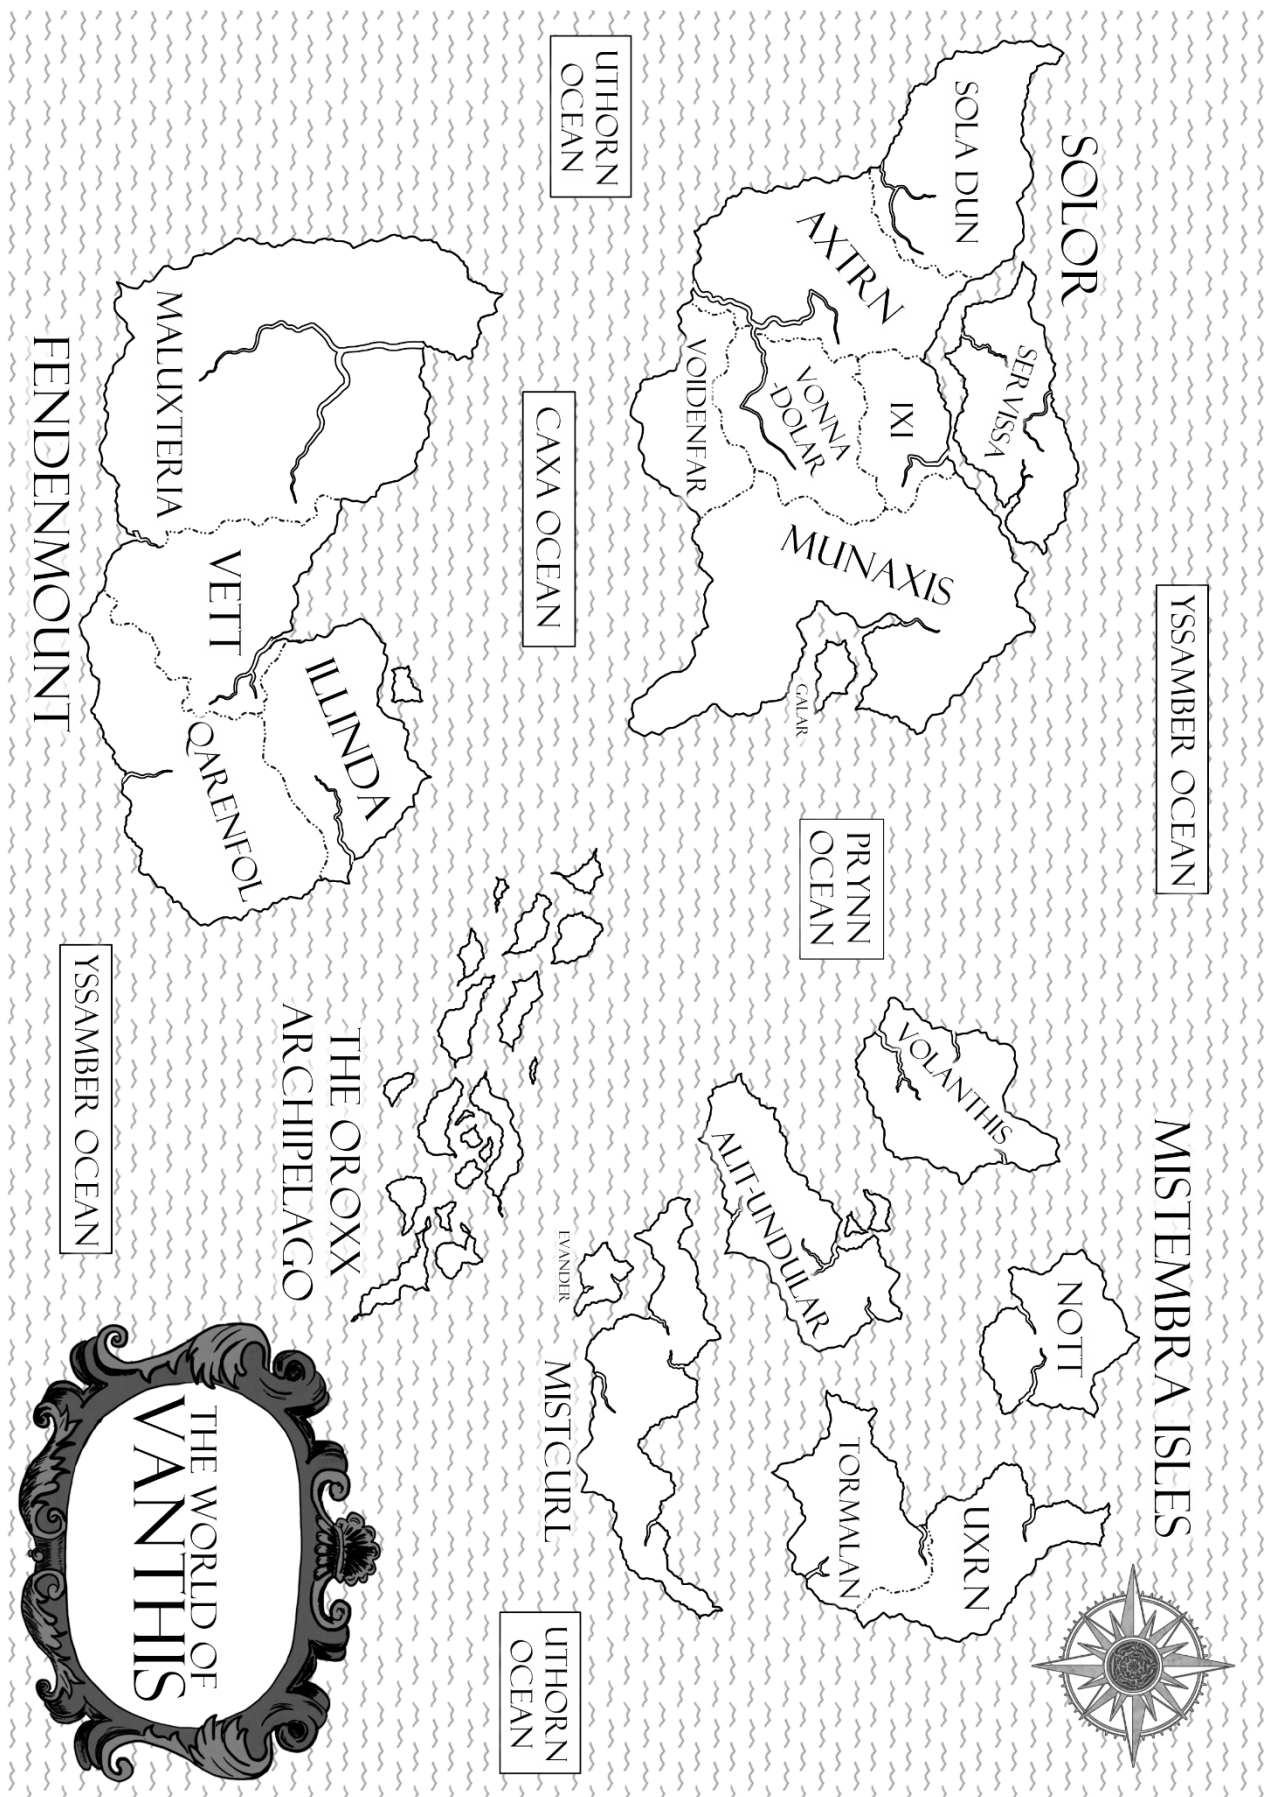 SOLOR
YSSAMBER OCEAN
MISTEMBRA ISLES
SOLA DUN
SERVISSA
AXTRN
IXI
VONNA
-DOLAR
VOIDENFAR
MUNAXIS
GALAR
PRYNN
OCEAN
VOLANTHIS
NOTT
ALIT-UNDULAR
UXRN
TORMALAN
UTHORN
OCEAN
CAXA OCEAN
EVANDER
MISTCURL
UTHORN
OCEAN
MALUXTERIA
VETT
ILLINDA
QARENFOL
FENDENMOUNT
THE OROXX
ARCHIPELAGO
YSSAMBER OCEAN
THE WORLD OF
VANTHIS